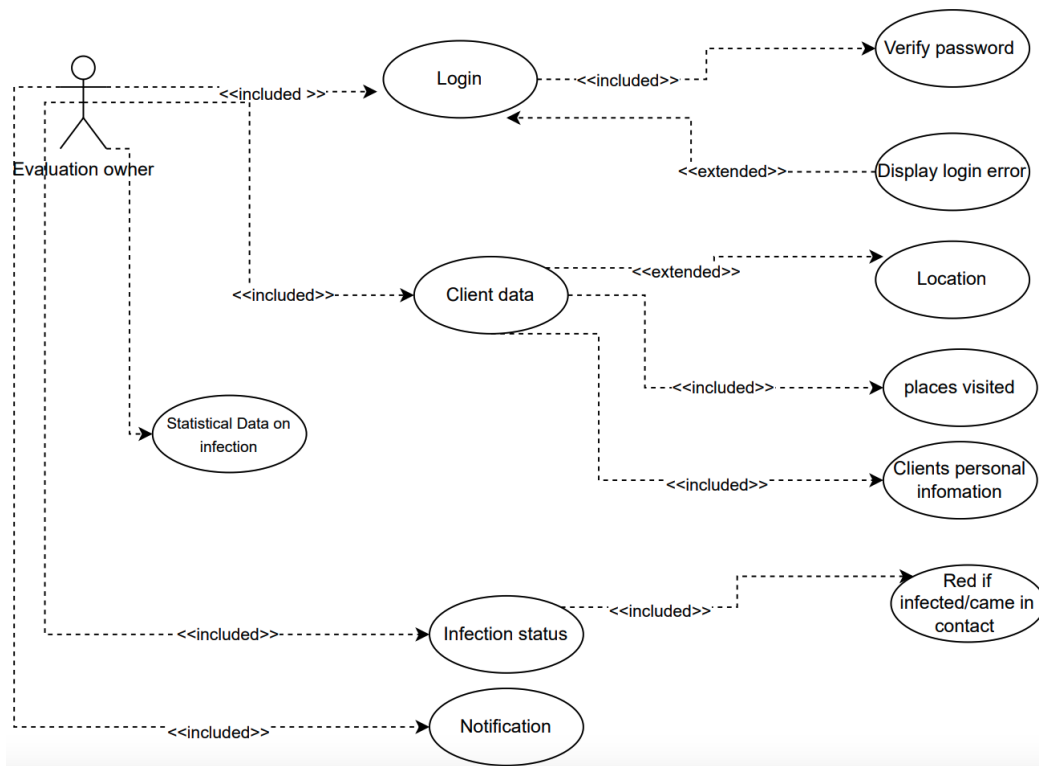 Verify password
Login
<<included>>
<<included >>
Evaluation owner
<<extended>>
Display login error
<<extended>>
Location
<<included>>
Client data
<<included>>
places visited
Statistical Data on
infection
Clients personal
infomation
<<included>>
Red if
infected/came in
contact
<<included>>
<<included>>
Infection status
Notification
<<included>>